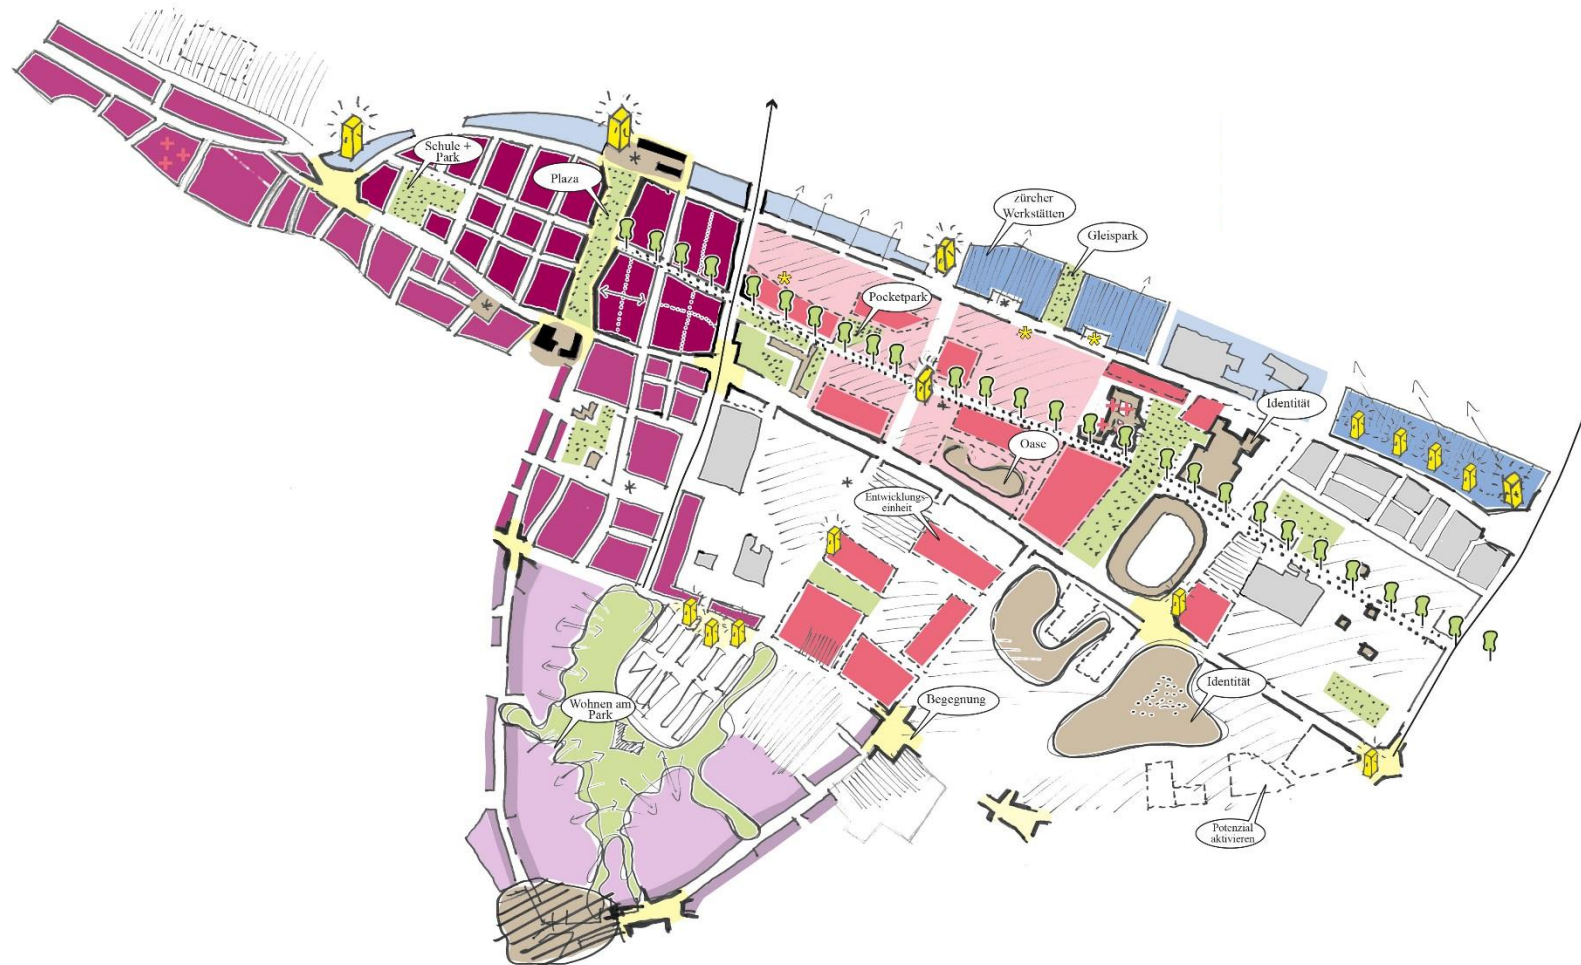 Schule +
Park
Plaza
zürcher
Werkstätten
Gleispark
Pocketpark
Identität
Oase
Entwicklungs-
einheit
Wohnen am
Park
Begegnung
Identität
Potenzial
aktivieren